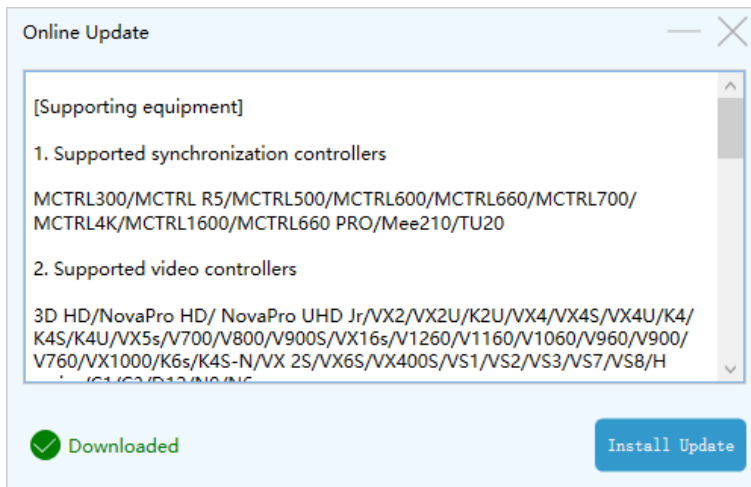 Online Update
[Supporting equipment]
1. Supported synchronization controllers
MCTRL300/MCTRL R5/MCTRL500/MCTRL600/MCTRL660/MCTRL700/
MCTRL4K/MCTRL1600/MCTRL660 PRO/Mee210/TU20
2. Supported video controllers
3D HD/NovaPro HD/ NovaPro UHD Jr/VX2/VX2U/K2U/VX4/VX4S/VX4U/K4/
K4S/K4U/VX5s/V700/V800/V900S/VX16s/V1260/V1160/V1060/V960/V900/
V760/VX1000/K6s/K4S-N/VX 2S/VX6S/VX400S/VS1/VS2/VS3/VS7/VS8/H
Downloaded
Install Update